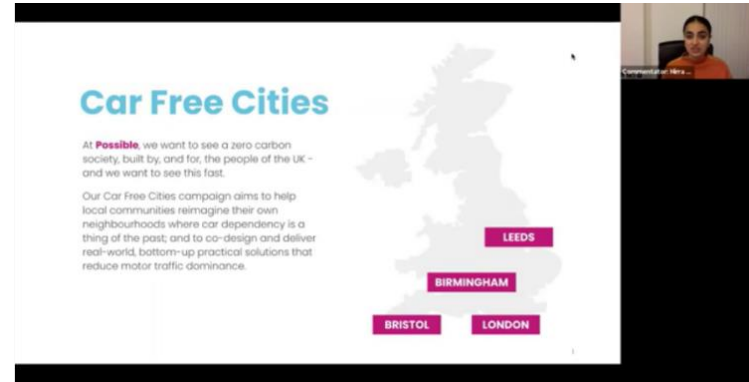 Car Free Cities
At Possible, we want to see a zero carbon
society, built by, and for, the people of the UK -
and we want to see this fast.
Our Car Free Cities campaign aims to help
local communities reimagine their own
neighbourhoods where car dependency is a
thing of the past; and to co-design and deliver
real-world, bottom-up practical solutions that
reduce motor traffic dominance.
LEEDS
BIRMINGHAM
BRISTOL
LONDON
Commentator: